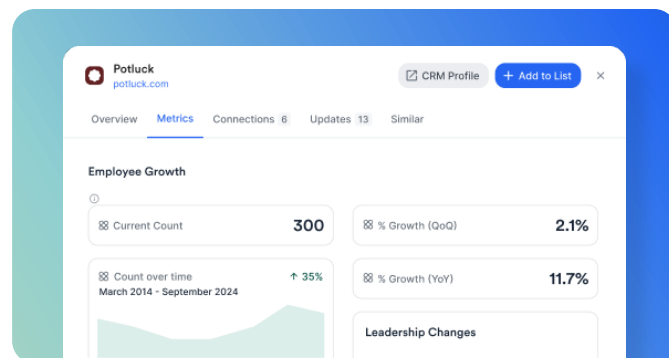 Potluck
potluck.com
CRM Profile
+ Add to List
Overview Metrics Connections 6 Updates 13 Similar
Employee Growth
Current Count 300
% Growth (QoQ) 2.1%
Count over time ↑ 35%
March 2014 - September 2024
% Growth (YoY) 11.7%
Leadership Changes